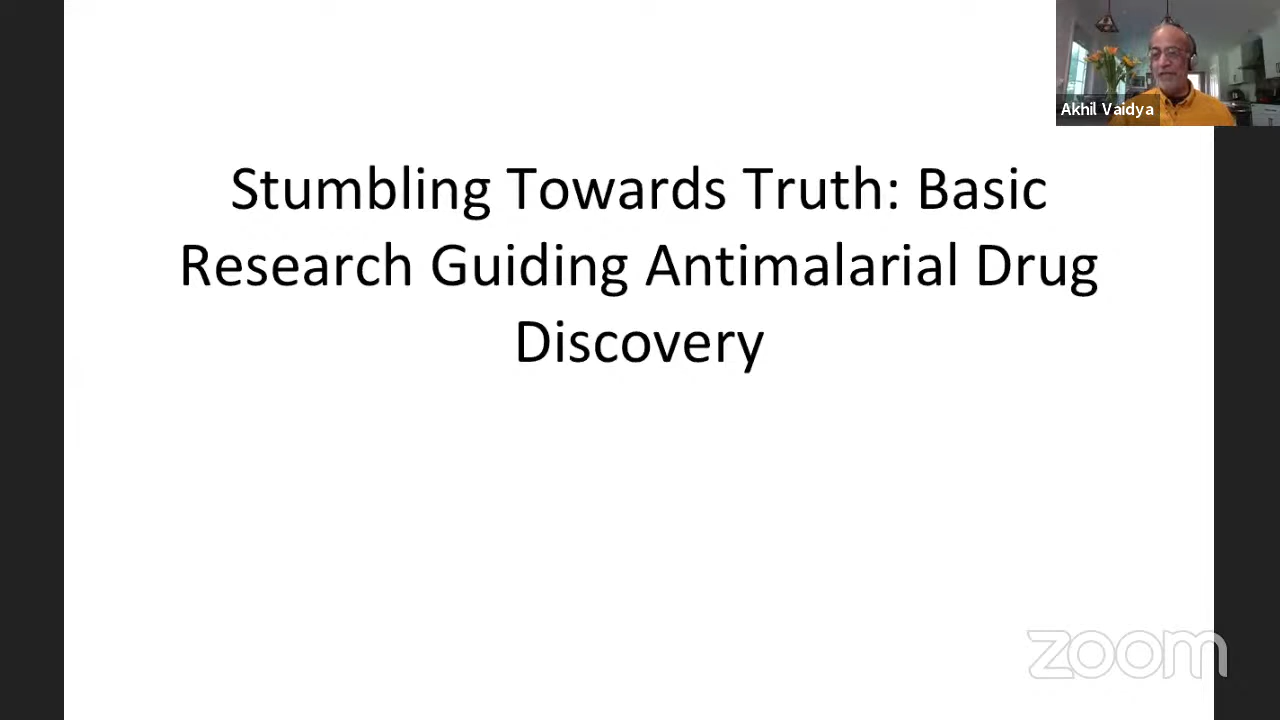 Akhil Vaidya
Stumbling Towards Truth: Basic
Research Guiding Antimalarial Drug
Discovery
zoom